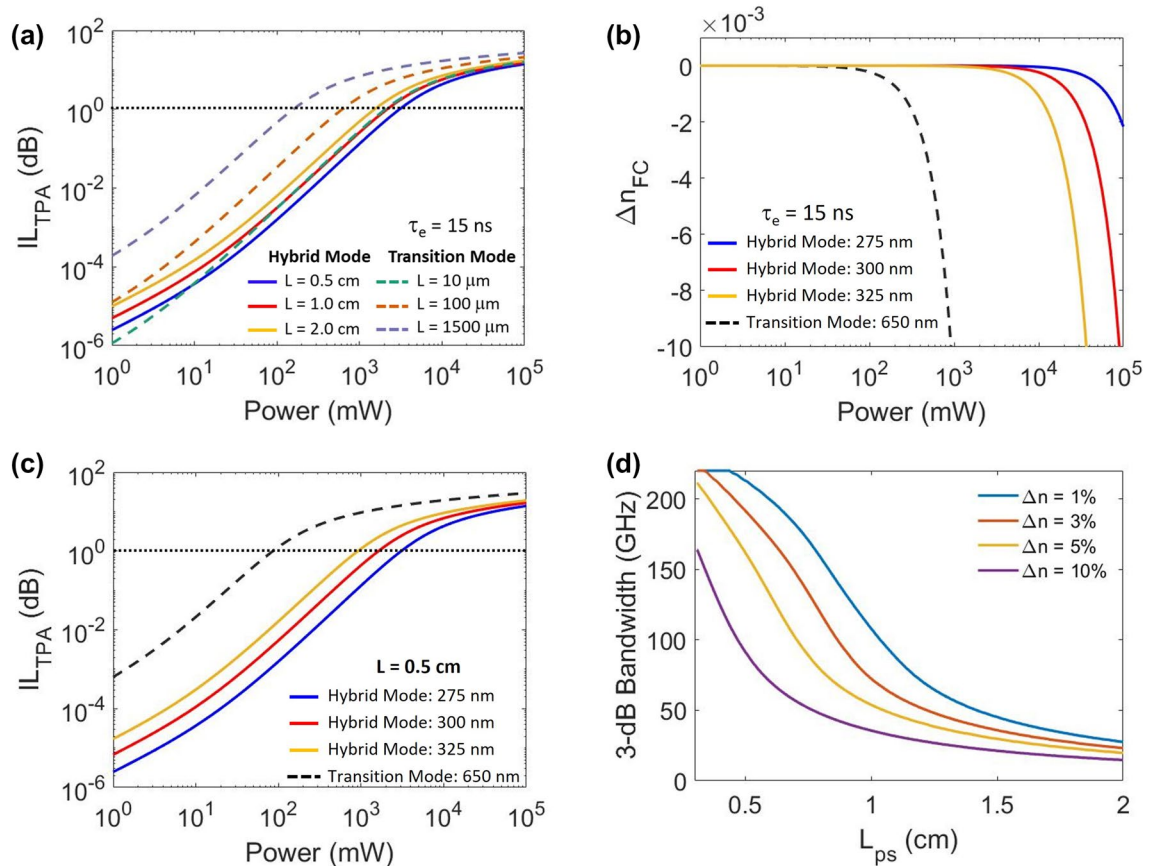 (a)
10^2
10^0
10^-2
10^-4
10^-6
IL_TPA (dB)
τ_e = 15 ns
Hybrid Mode Transition Mode
L = 0.5 cm L = 10 μm
L = 1.0 cm L = 100 μm
L = 2.0 cm L = 1500 μm
10^0 10^1 10^2 10^3 10^4 10^5
Power (mW)
(b)
×10^-3
0
-2
-4
-6
-8
-10
Δn_FC
τ_e = 15 ns
Hybrid Mode: 275 nm
Hybrid Mode: 300 nm
Hybrid Mode: 325 nm
Transition Mode: 650 nm
10^0 10^1 10^2 10^3 10^4 10^5
Power (mW)
(c)
10^2
10^0
10^-2
10^-4
10^-6
IL_TPA (dB)
L = 0.5 cm
Hybrid Mode: 275 nm
Hybrid Mode: 300 nm
Hybrid Mode: 325 nm
Transition Mode: 650 nm
10^0 10^1 10^2 10^3 10^4 10^5
Power (mW)
(d)
200
150
100
50
0
3-dB Bandwidth (GHz)
Δn = 1%
Δn = 3%
Δn = 5%
Δn = 10%
0.5 1 1.5 2
L_ps (cm)